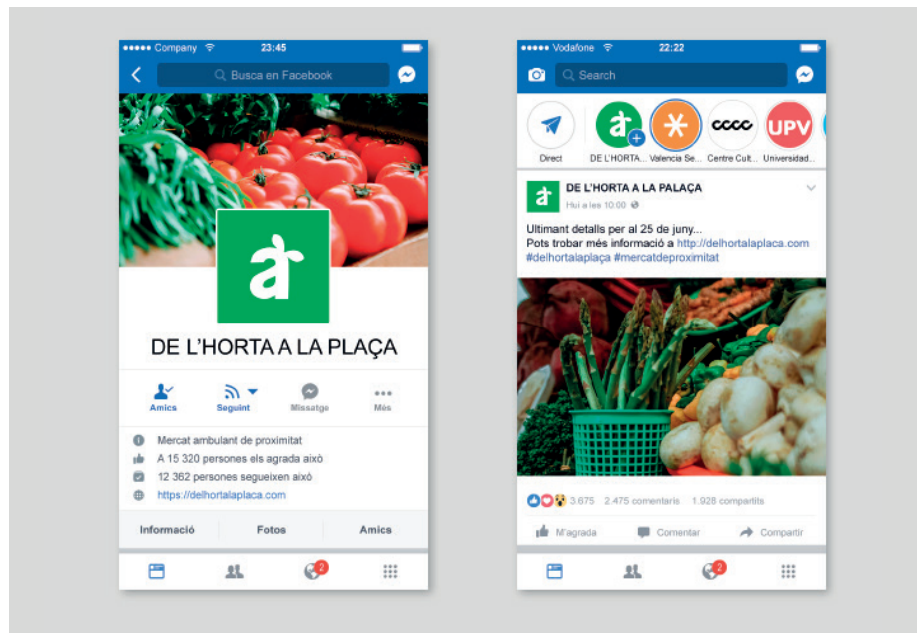 Company 23:45
Busca en Facebook
à
DE L'HORTA A LA PLAÇA
Amics Seguint Missatge Més
Mercat ambulant de proximitat
A 15 320 persones els agrada això
12 362 persones segueixen això
https://delhortalaplaca.com
Informació Fotos Amics
2
Vodafone 22:22
Search
à cccc UPV
Direct DE L'HORTA... Valencia Se... Centre Cult... Universidad...
à
DE L'HORTA A LA PALAÇA
Hui a les 10:00
Ultimant detalls per al 25 de juny...
Pots trobar més informació a http://delhortalaplaca.com
#delhortalaplaça #mercatdeproximitat
3.675 2.475 comentaris 1.928 compartits
M'agrada Comentar Compartir
2